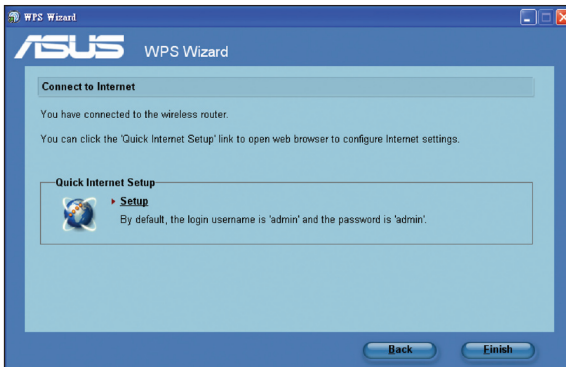 WPS Wizard
ASUS WPS Wizard
Connect to Internet
You have connected to the wireless router.
You can click the 'Quick Internet Setup' link to open web browser to configure Internet settings.
Quick Internet Setup
Setup
By default, the login username is 'admin' and the password is 'admin'.
Back Finish